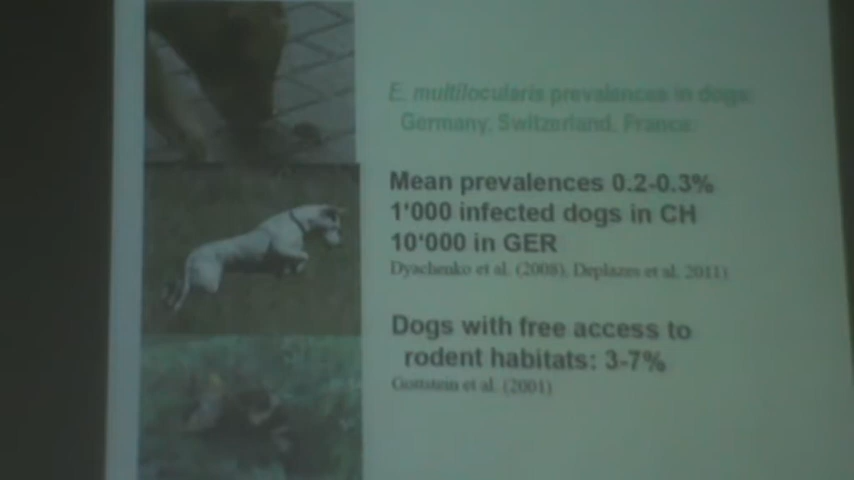 E. multilocularis prevalences in dogs:
Germany, Switzerland, France:
Mean prevalences 0.2-0.3%
1'000 infected dogs in CH
10'000 in GER
Dyachenko et al. (2008), Deplazes et al. 2011)
Dogs with free access to
rodent habitats: 3-7%
Gottstein et al. (2001)